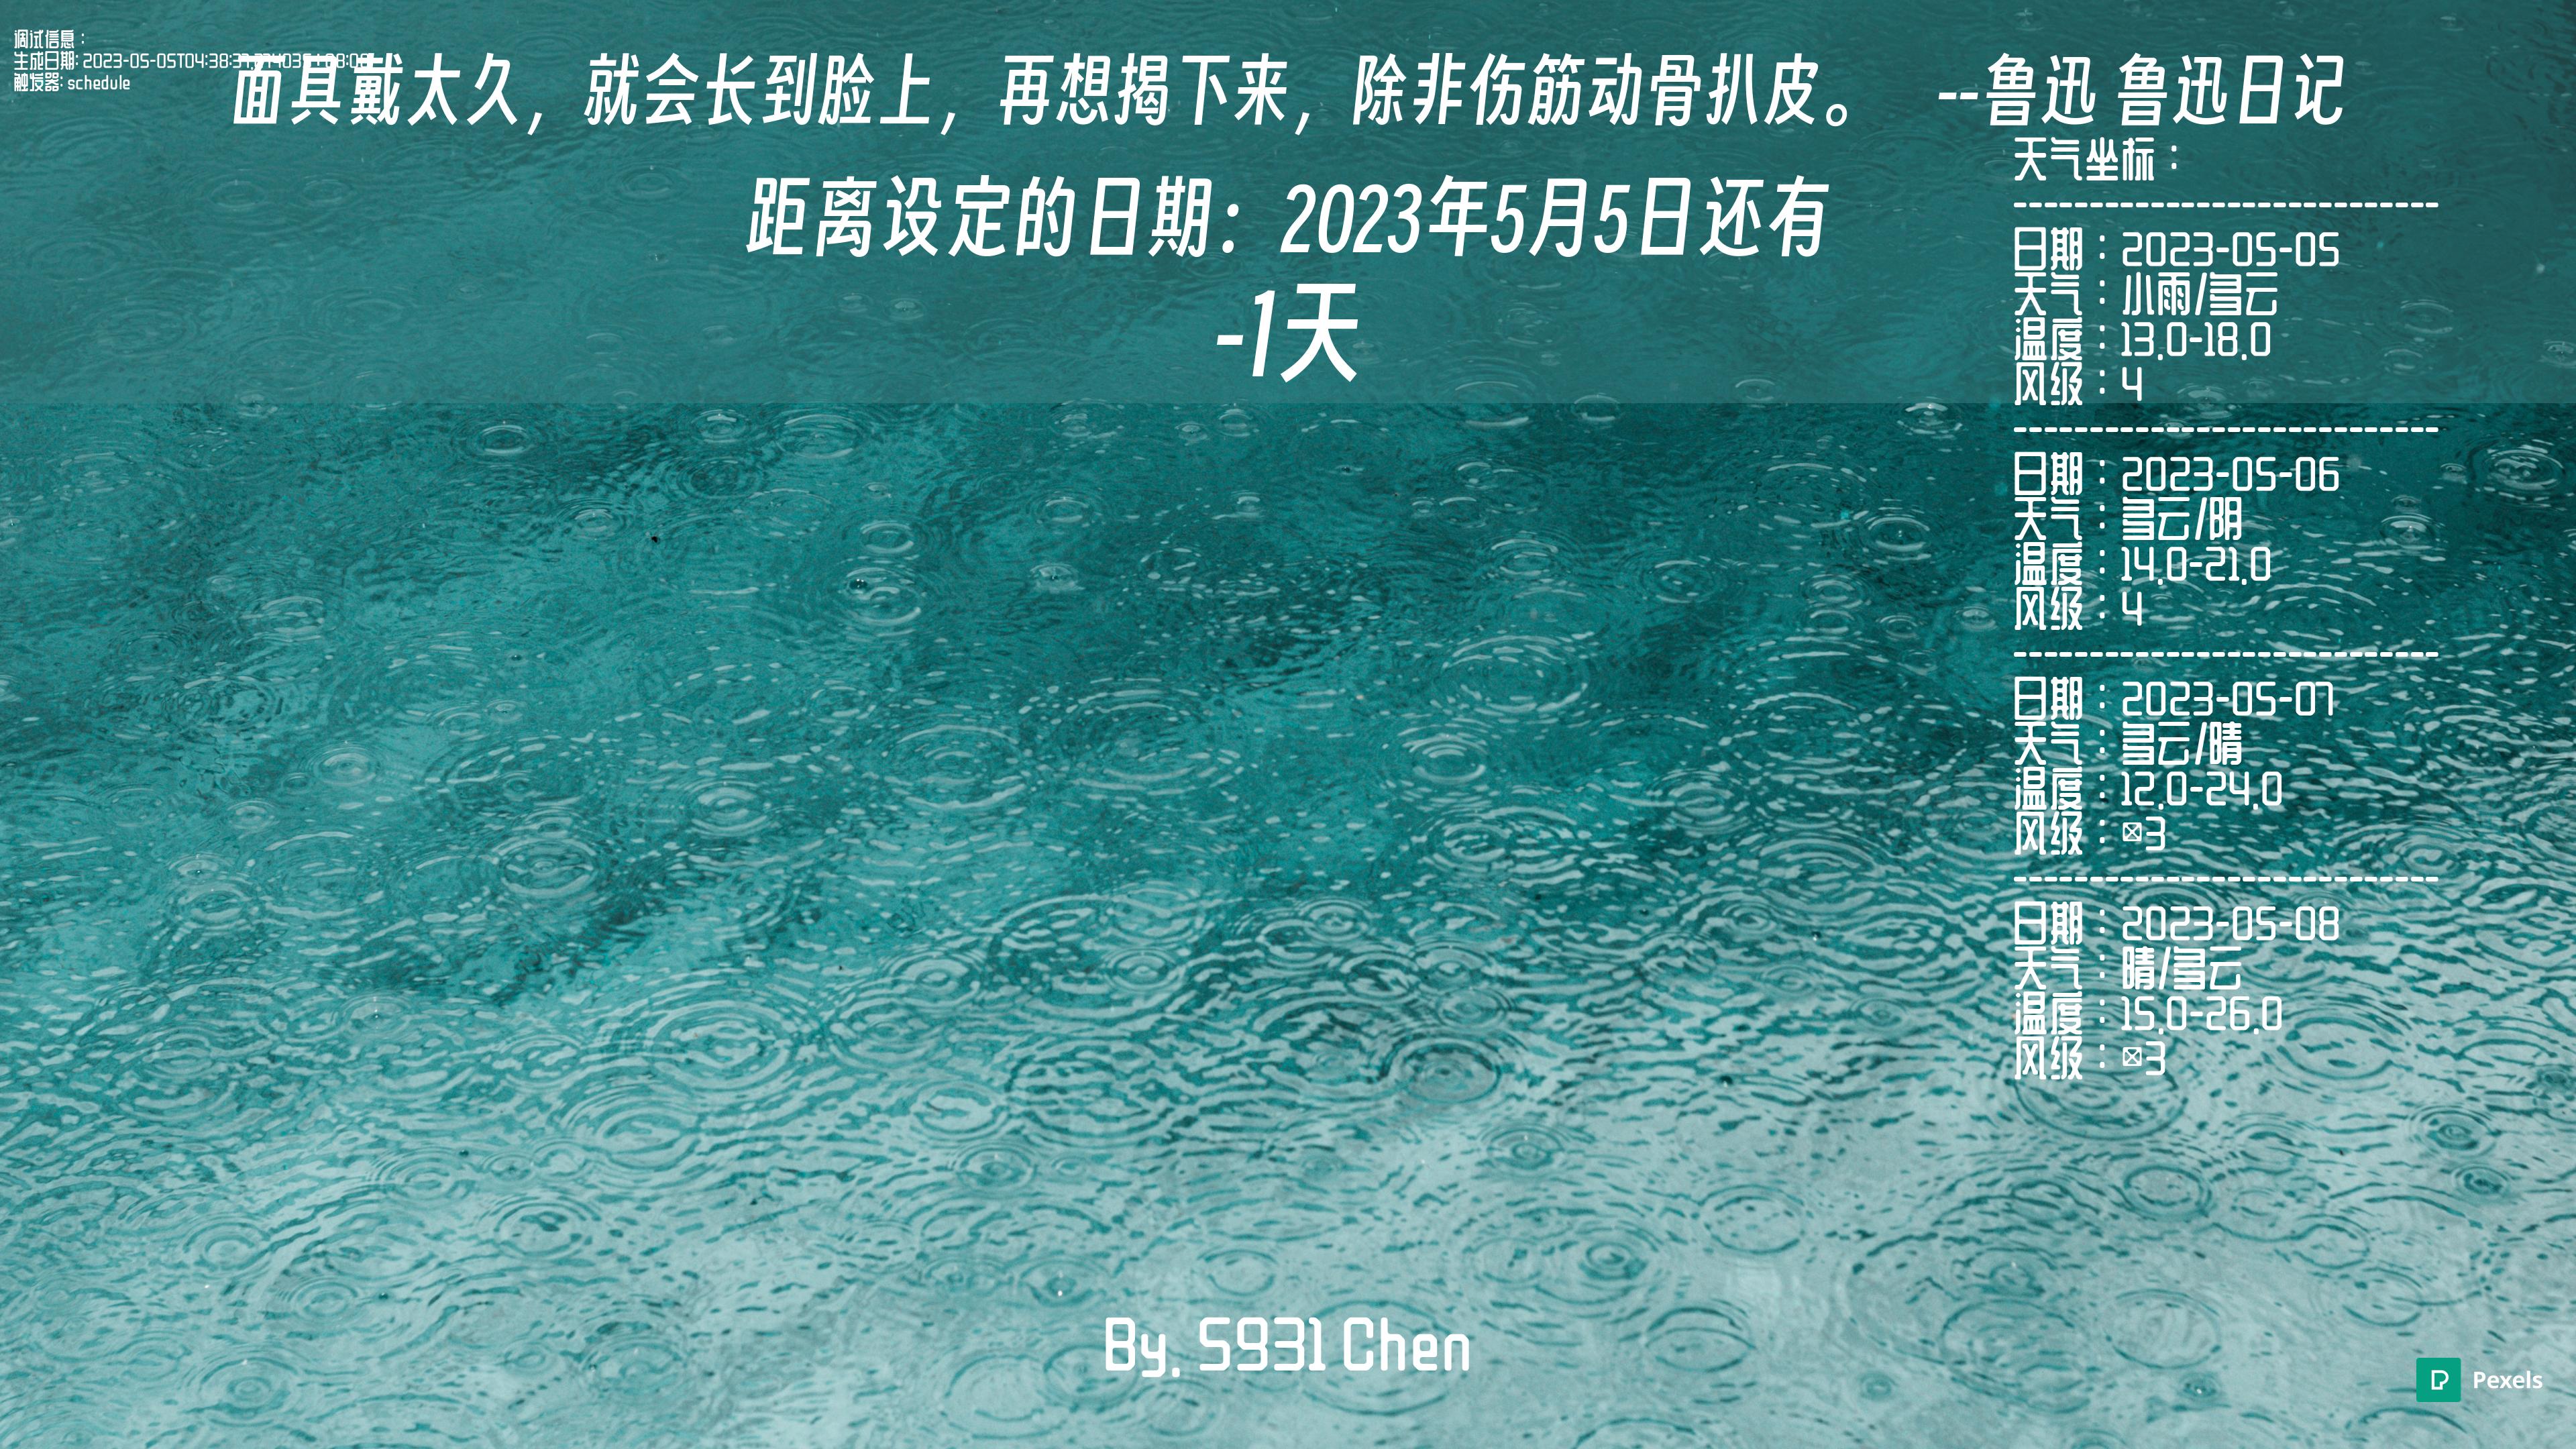 调试信息：
生成日期: 2023-05-05T04:38:37
触发器: schedule
面具戴太久，就会长到脸上，再想揭下来，除非伤筋动骨扒皮。 --鲁迅 鲁迅日记
距离设定的日期：2023年5月5日还有
-1天
天气坐标：
----------------------------
日期：2023-05-05
天气：小雨/多云
温度：13.0-18.0
风级：4
----------------------------
日期：2023-05-06
天气：多云/阴
温度：14.0-21.0
风级：4
----------------------------
日期：2023-05-07
天气：多云/晴
温度：12.0-24.0
风级：3
----------------------------
日期：2023-05-08
天气：晴/多云
温度：15.0-26.0
风级：3
By. S931 Chen
Pexels